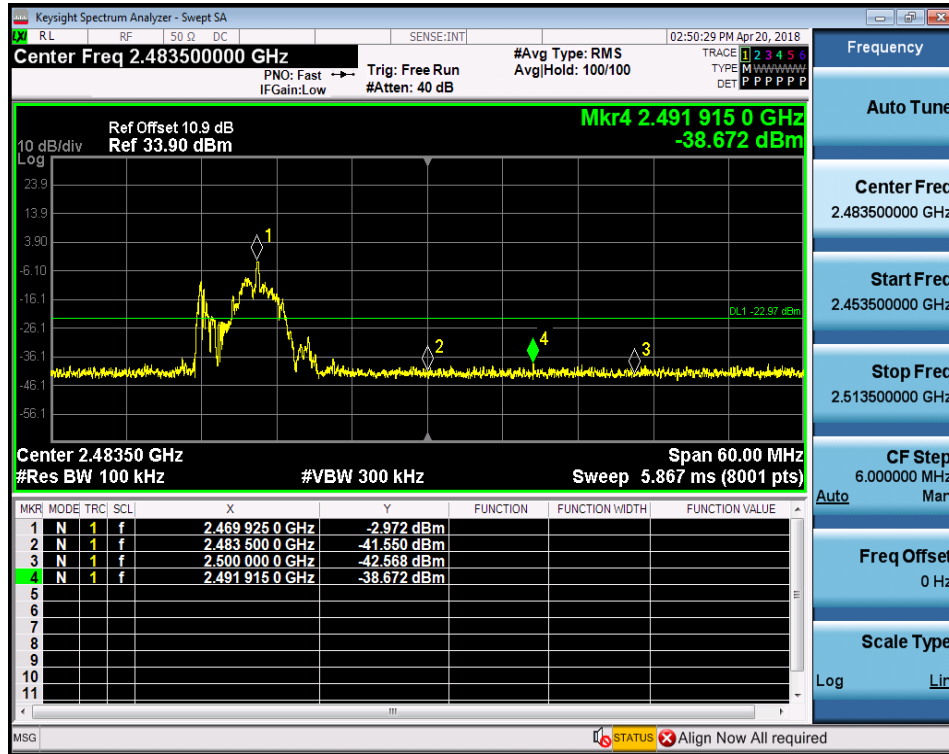 Keysight Spectrum Analyzer - Swept SA
LXI RL RF 50 Ω DC SENSE:INT 02:50:29 PM Apr 20, 2018
Center Freq 2.483500000 GHz
PNO: Fast
IFGain:Low
Trig: Free Run
#Atten: 40 dB
#Avg Type: RMS
Avg|Hold: 100/100
TRACE 1 2 3 4 5 6
TYPE M WWWWW
DET P P P P P P
Mkr4 2.491 915 0 GHz
-38.672 dBm
Ref Offset 10.9 dB
10 dB/div Ref 33.90 dBm
Log
23.9
13.9
3.90
-6.10
-16.1
-26.1
-36.1
-46.1
-56.1
1
DL1 -22.97 dBm
2
4
3
Center 2.48350 GHz Span 60.00 MHz
#Res BW 100 kHz #VBW 300 kHz Sweep 5.867 ms (8001 pts)
MKR MODE TRC SCL X Y FUNCTION FUNCTION WIDTH FUNCTION VALUE
1 N 1 f 2.469 925 0 GHz -2.972 dBm
2 N 1 f 2.483 500 0 GHz -41.550 dBm
3 N 1 f 2.500 000 0 GHz -42.568 dBm
4 N 1 f 2.491 915 0 GHz -38.672 dBm
5
6
7
8
9
10
11
MSG STATUS Align Now All required
Frequency
Auto Tune
Center Freq
2.483500000 GHz
Start Freq
2.453500000 GHz
Stop Freq
2.513500000 GHz
CF Step
6.000000 MHz
Auto Man
Freq Offset
0 Hz
Scale Type
Log Lin